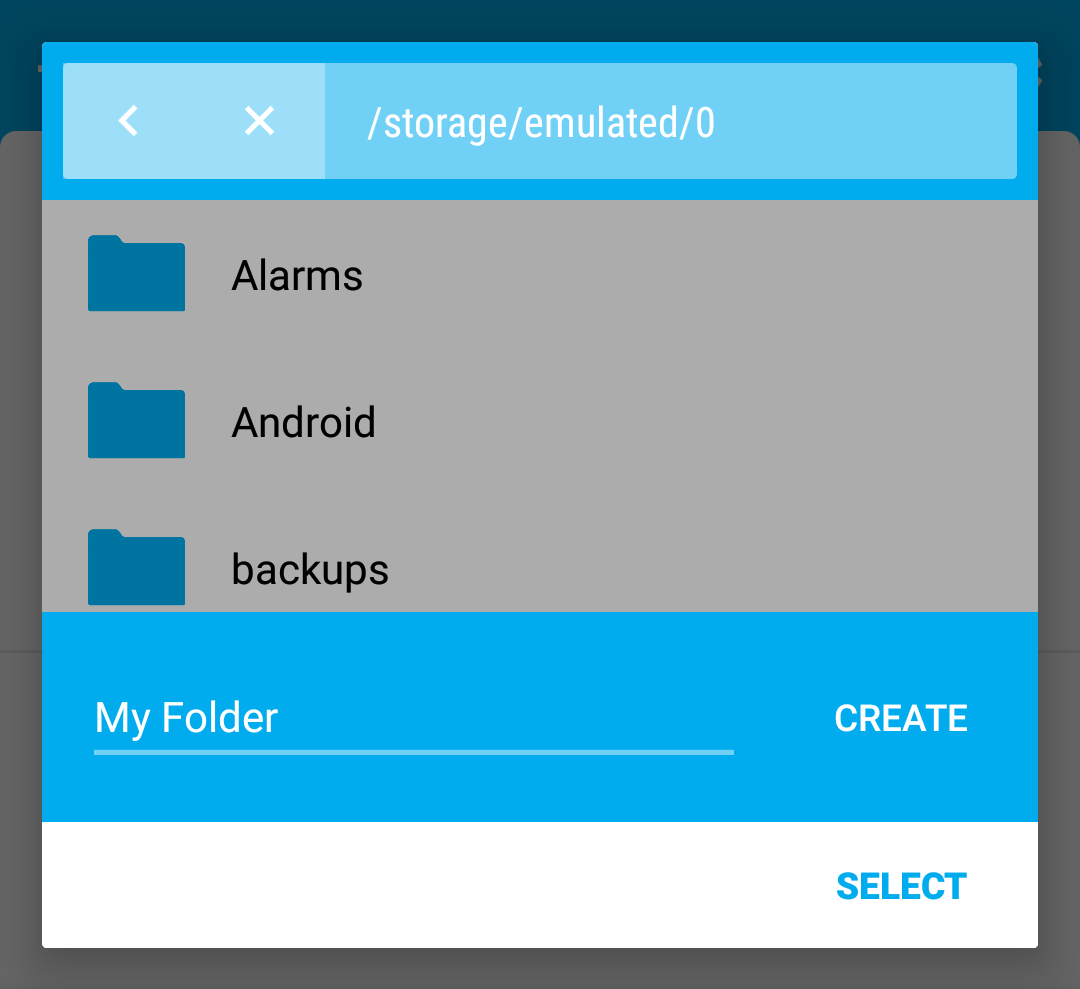 /storage/emulated/0
Alarms
Android
backups
My Folder
CREATE
SELECT